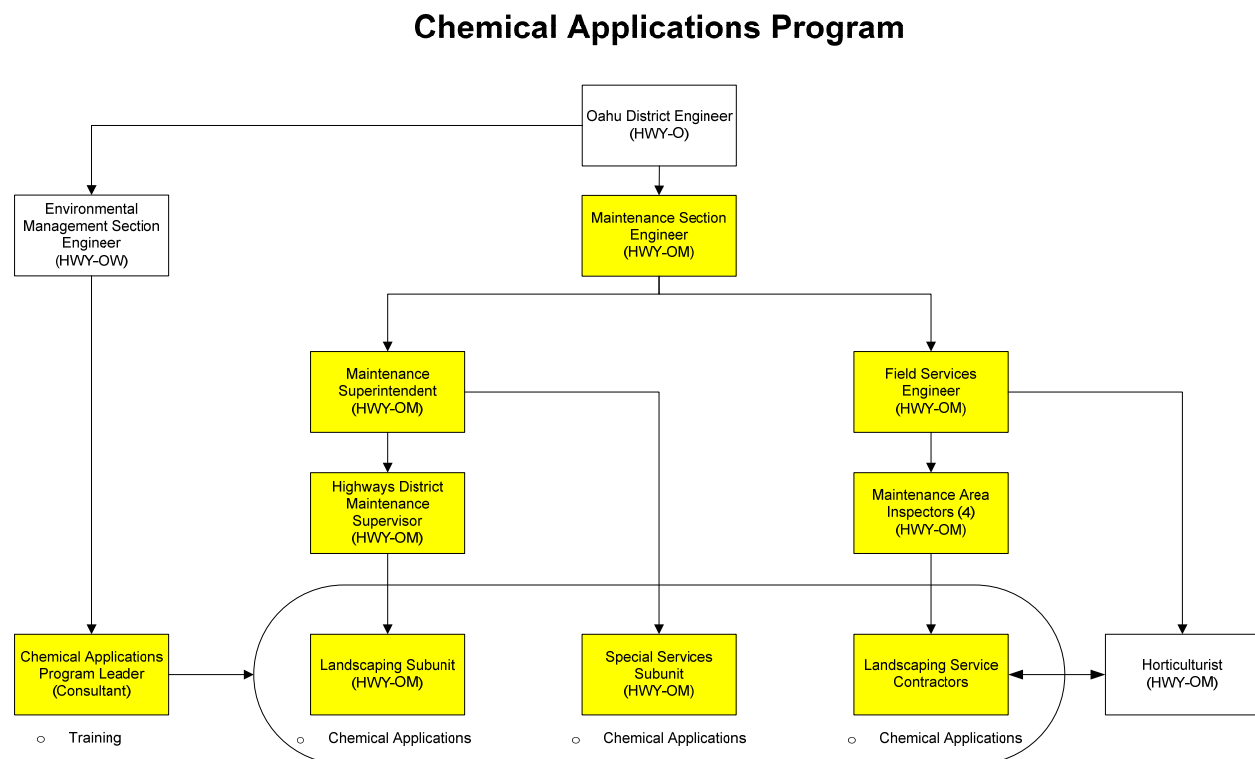 Chemical Applications Program
Oahu District Engineer
(HWY-O)
Environmental
Management Section
Engineer
(HWY-OW)
Maintenance Section
Engineer
(HWY-OM)
Maintenance
Superintendent
(HWY-OM)
Field Services
Engineer
(HWY-OM)
Highways District
Maintenance
Supervisor
(HWY-OM)
Maintenance Area
Inspectors (4)
(HWY-OM)
Chemical Applications
Program Leader
(Consultant)
Landscaping Subunit
(HWY-OM)
Special Services
Subunit
(HWY-OM)
Landscaping Service
Contractors
Horticulturist
(HWY-OM)
○ Training
○ Chemical Applications
○ Chemical Applications
○ Chemical Applications